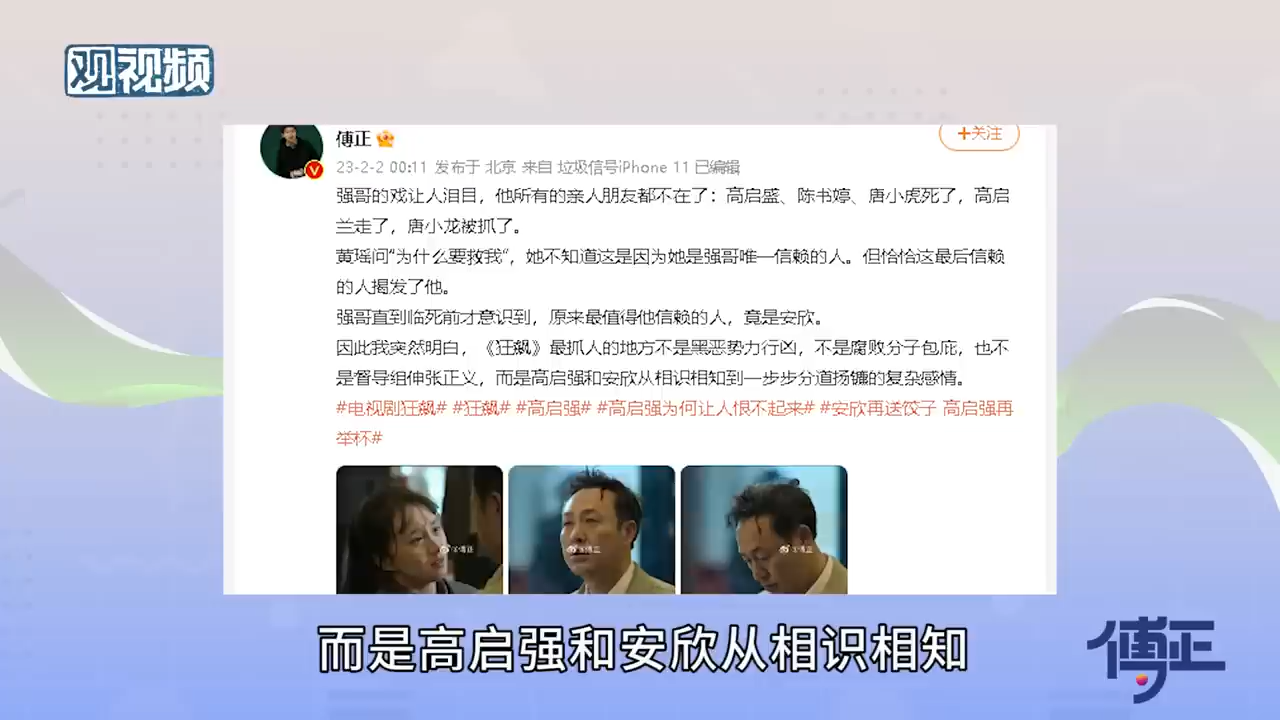 观视频
傅正
+关注
23-2-2 00:11 发布于 北京 来自 垃圾信号iPhone 11 已编辑
强哥的戏让人泪目，他所有的亲人朋友都不在了：高启盛、陈书婷、唐小虎死了，高启
兰走了，唐小龙被抓了。
黄瑶问“为什么要救我”，她不知道这是因为她是强哥唯一信赖的人。但恰恰这最后信赖
的人揭发了他。
强哥直到临死前才意识到，原来最值得他信赖的人，竟是安欣。
因此我突然明白，《狂飙》最抓人的地方不是黑恶势力行凶，不是腐败分子包庇，也不
是督导组伸张正义，而是高启强和安欣从相识相知到一步步分道扬镳的复杂感情。
#电视剧狂飙# #狂飙# #高启强# #高启强为何让人恨不起来# #安欣再送饺子 高启强再
举杯#
@傅正
@傅正
@傅正
而是高启强和安欣从相识相知
傅正